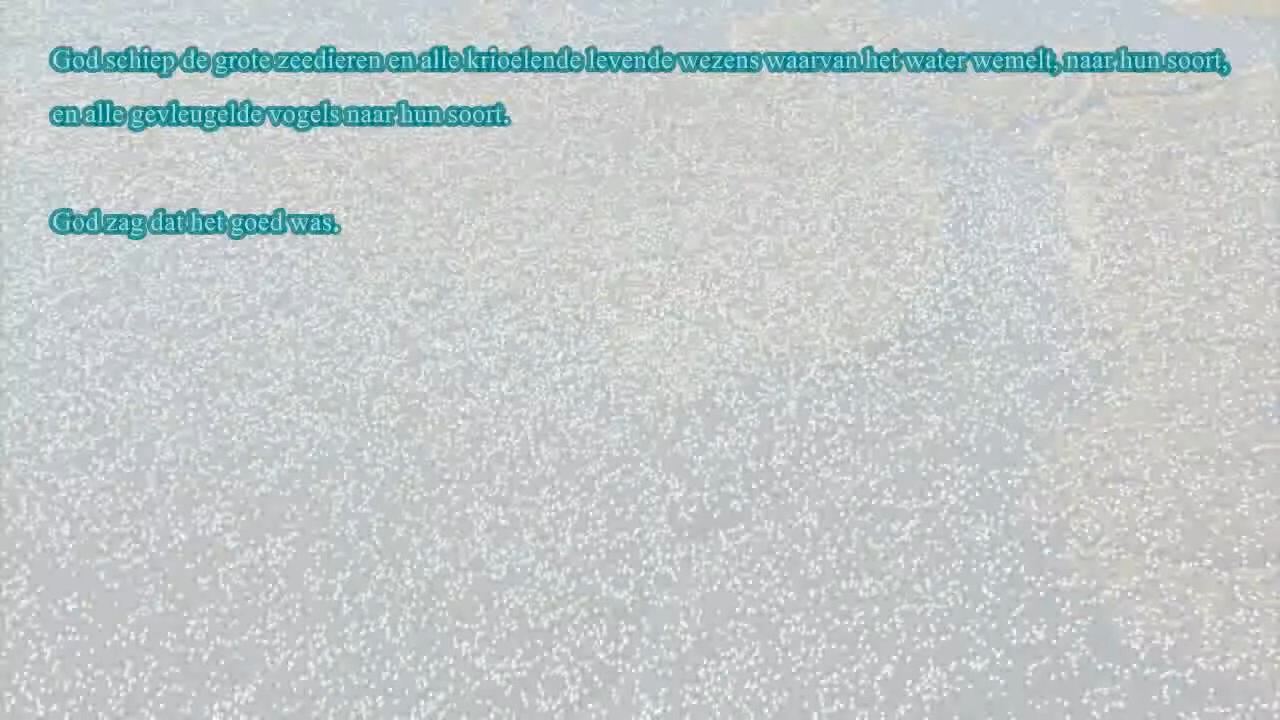 God schiep de grote zeedieren en alle krioelende levende wezens waarvan het water wemelt, naar hun soort,
en alle gevleugelde vogels naar hun soort.
God zag dat het goed was.